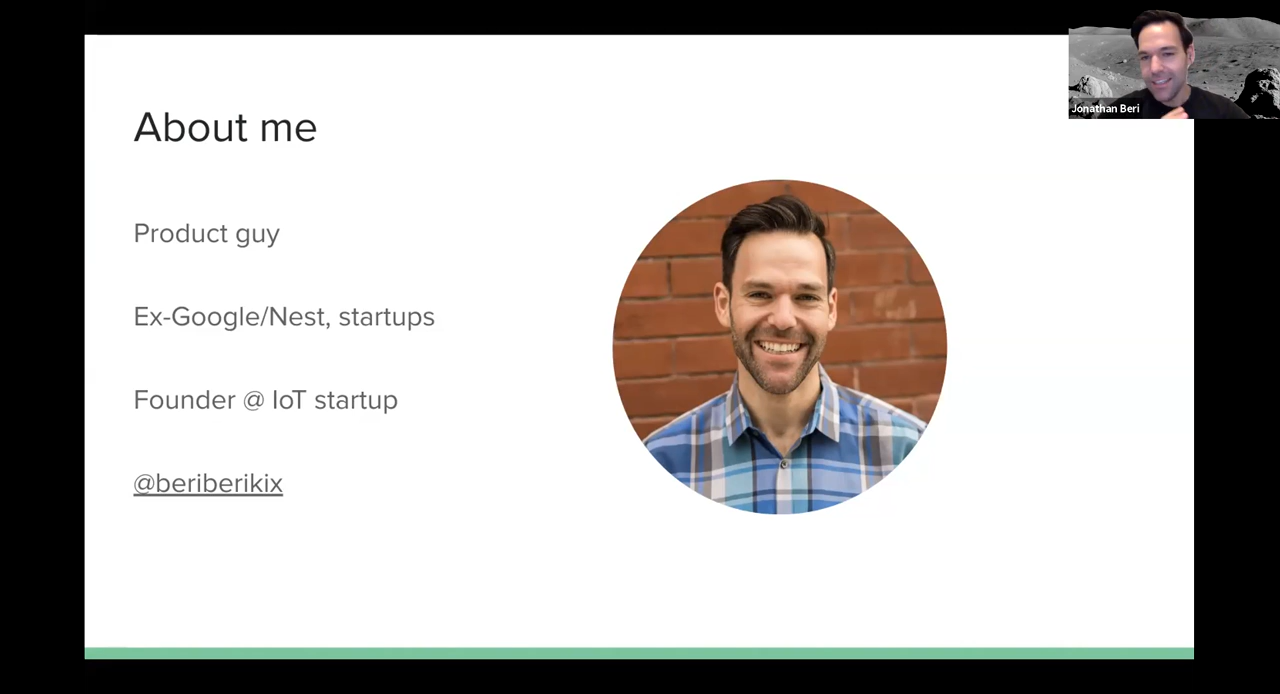 About me
Product guy
Ex-Google/Nest, startups
Founder @ IoT startup
@beriberikix
Jonathan Beri